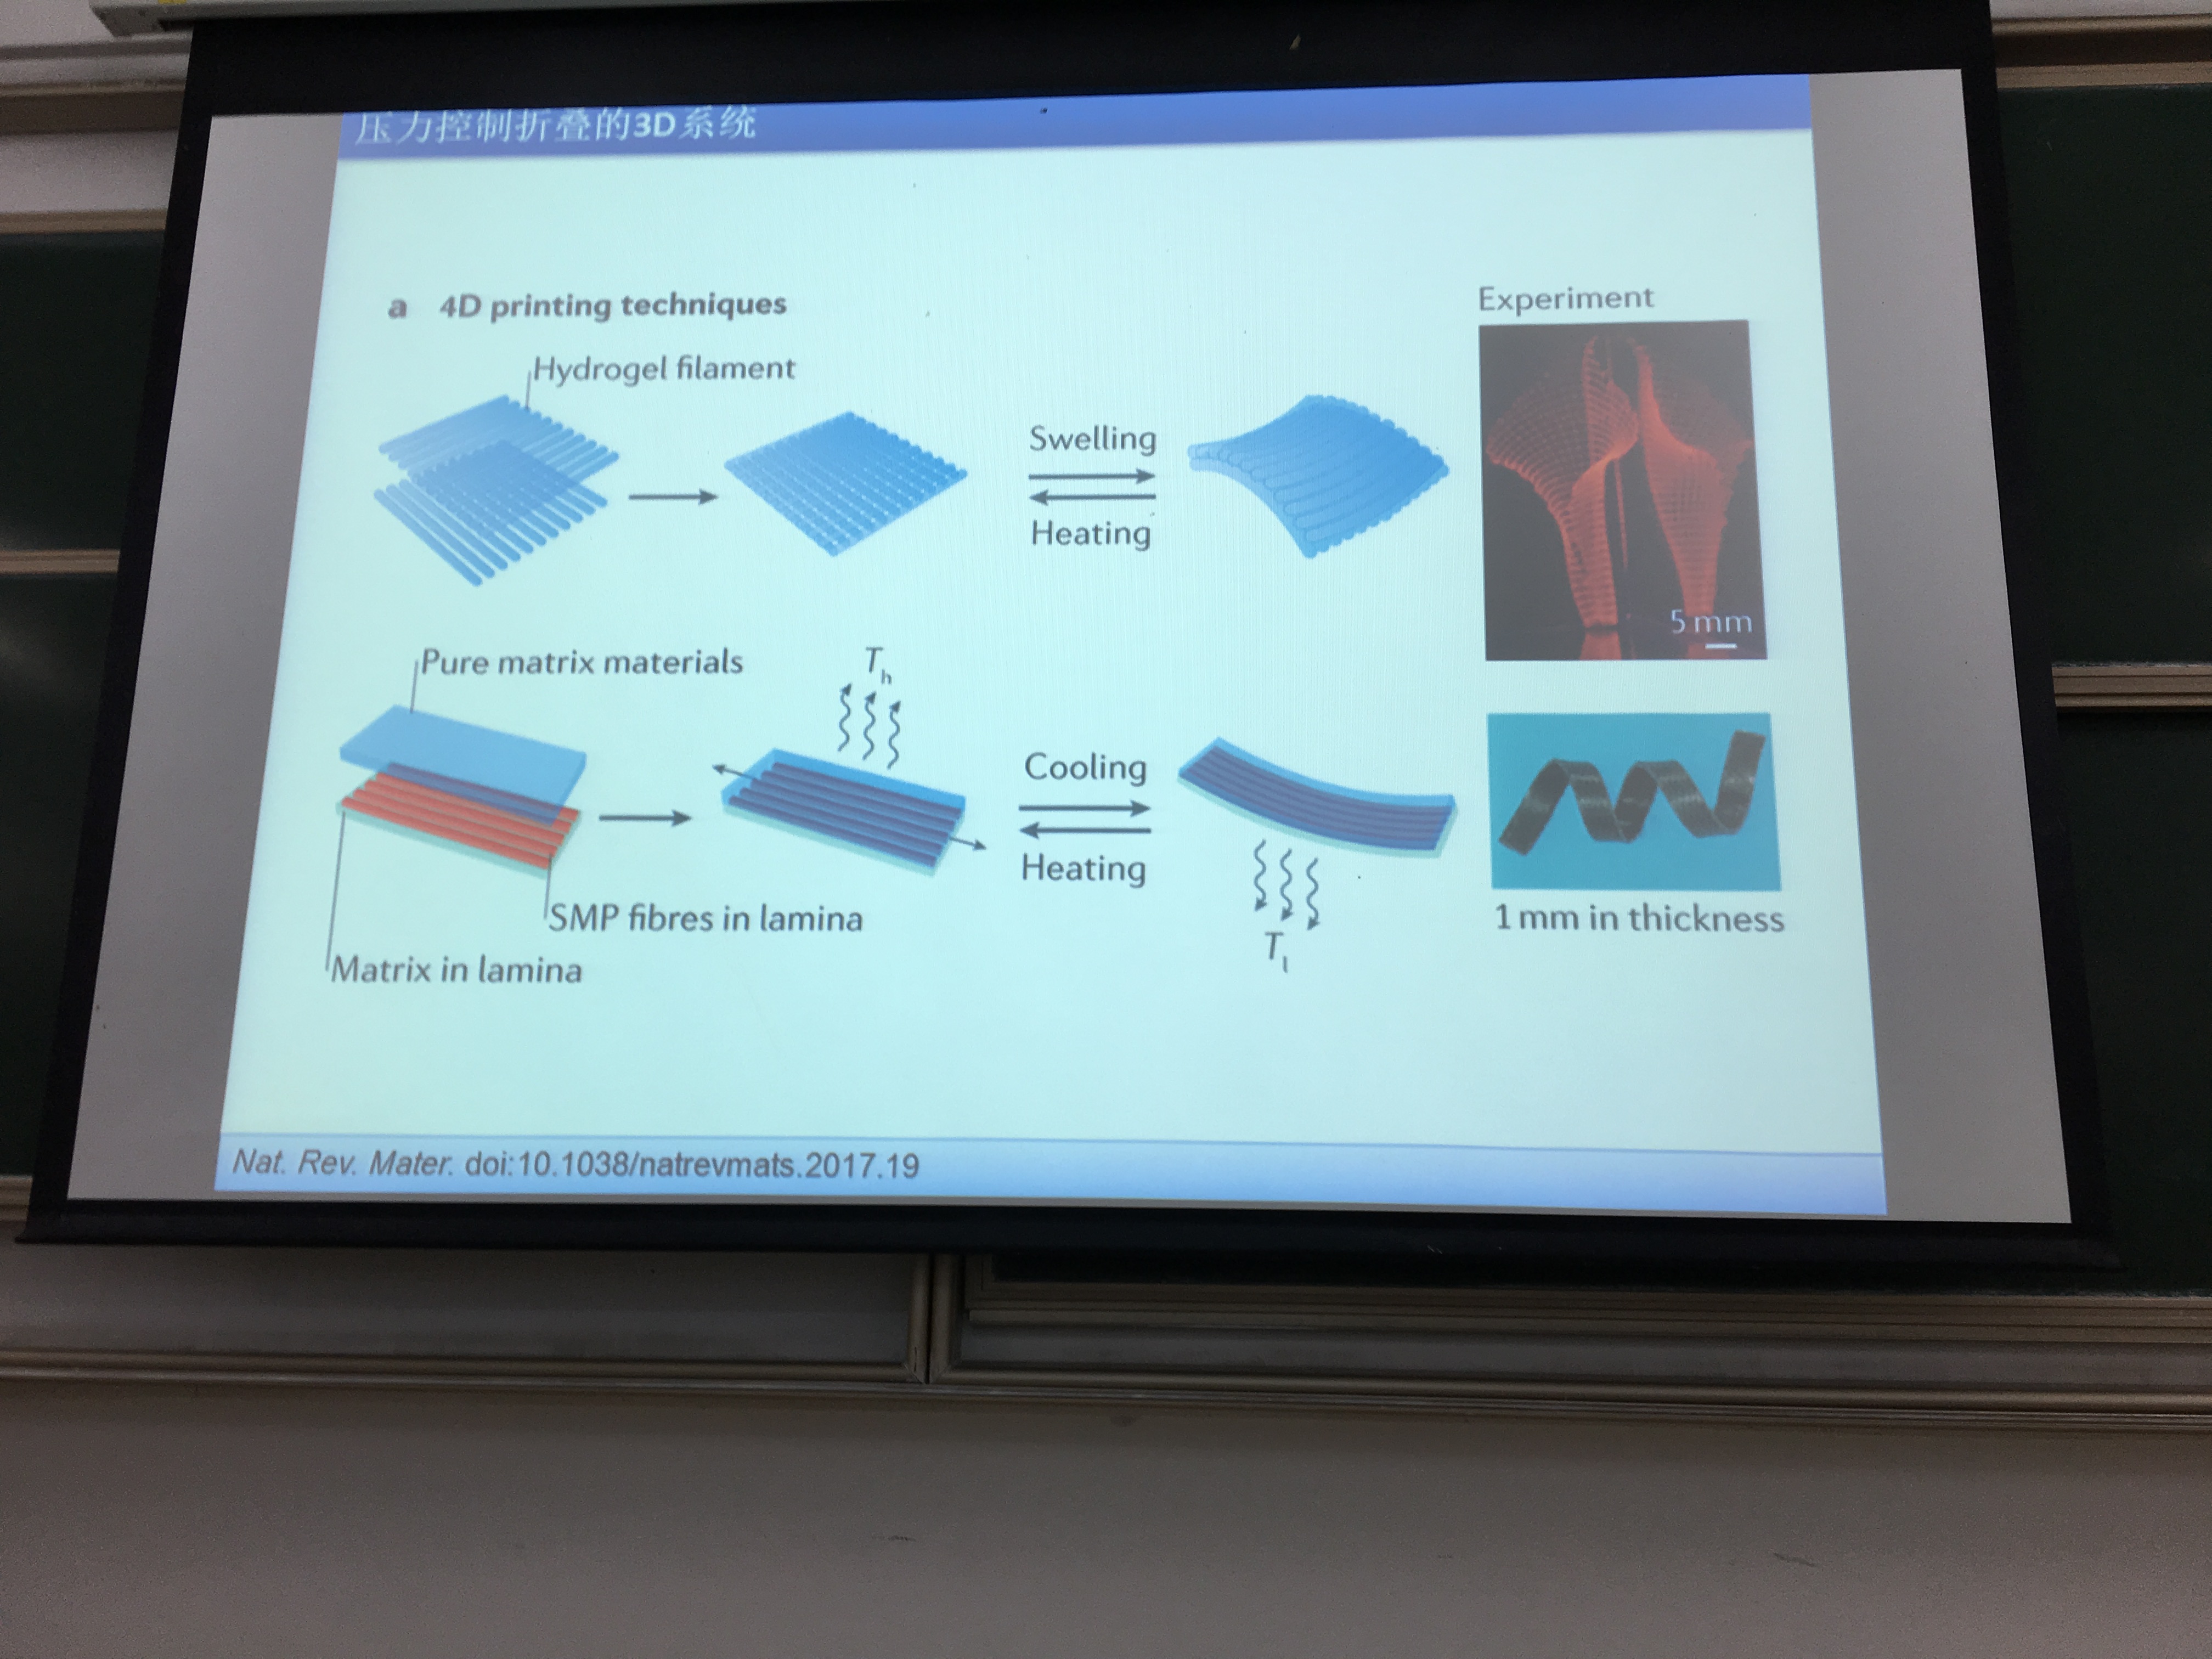 压力控制折叠的3D系统
a 4D printing techniques
Experiment
Hydrogel filament
Swelling
Heating
5 mm
Pure matrix materials
Th
Cooling
Heating
SMP fibres in lamina
Matrix in lamina
Tl
1 mm in thickness
Nat. Rev. Mater. doi:10.1038/natrevmats.2017.19